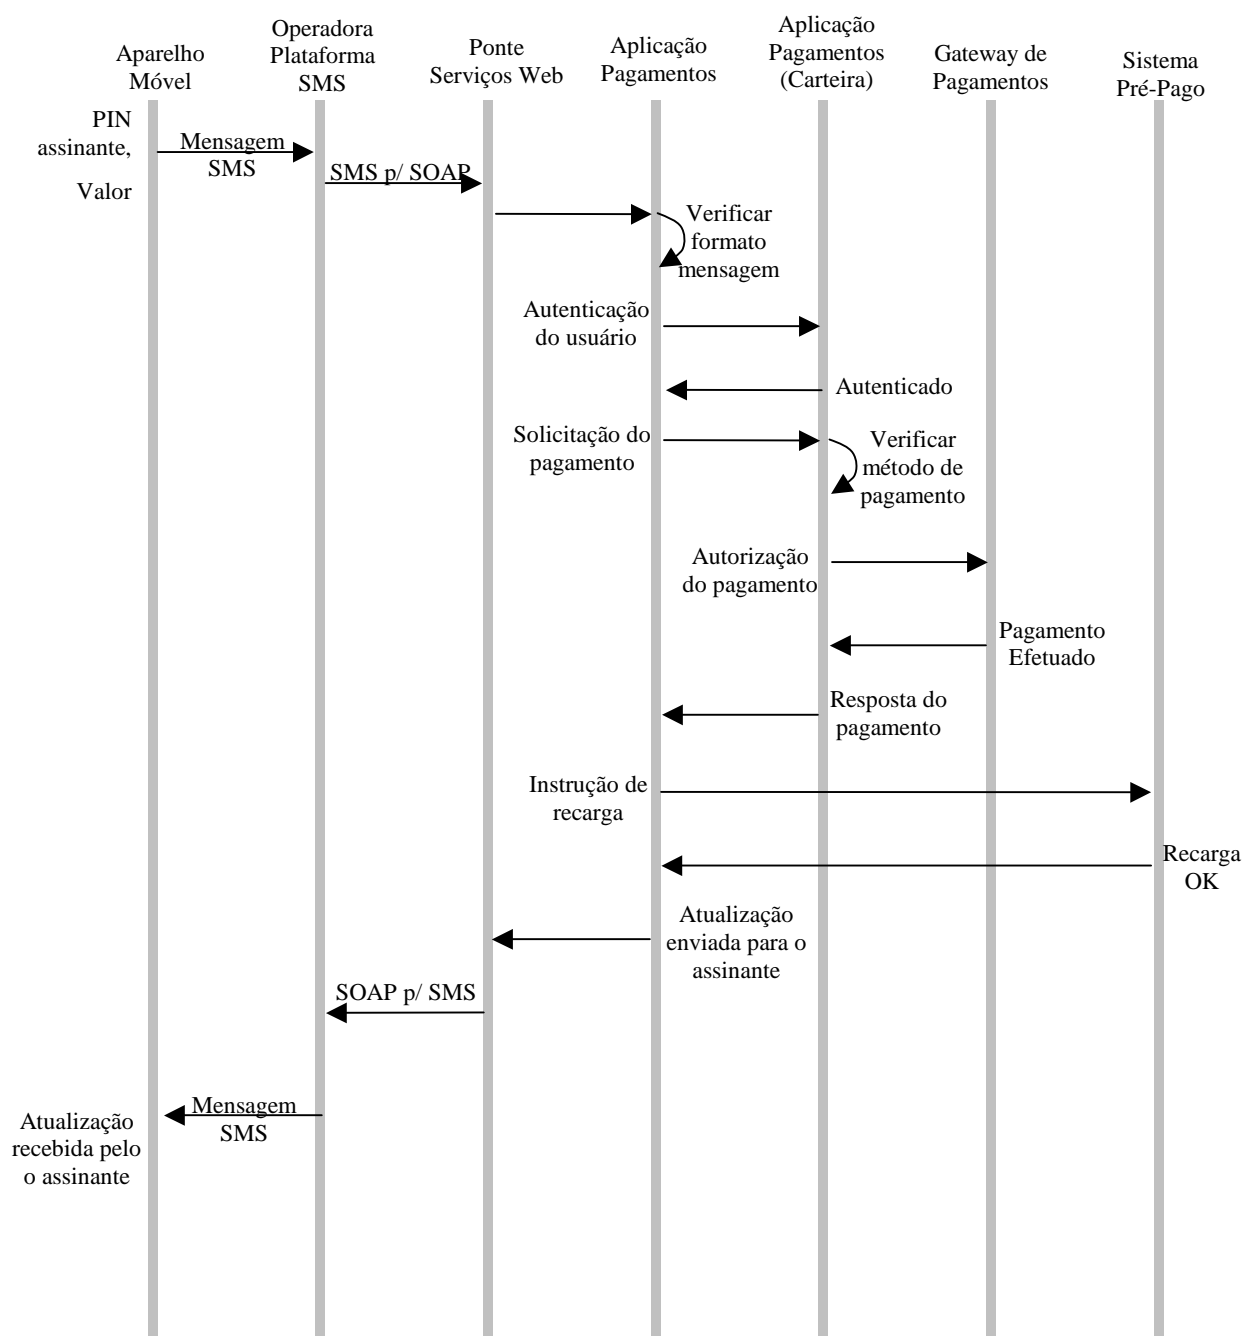 Aparelho
Móvel
Operadora
Plataforma
SMS
Ponte
Serviços Web
Aplicação
Pagamentos
Aplicação
Pagamentos
(Carteira)
Gateway de
Pagamentos
Sistema
Pré-Pago
PIN
assinante,
Valor
Mensagem
SMS
SMS p/ SOAP
Verificar
formato
mensagem
Autenticação
do usuário
Autenticado
Solicitação do
pagamento
Verificar
método de
pagamento
Autorização
do pagamento
Pagamento
Efetuado
Resposta do
pagamento
Instrução de
recarga
Recarga
OK
Atualização
enviada para o
assinante
SOAP p/ SMS
Mensagem
SMS
Atualização
recebida pelo
o assinante